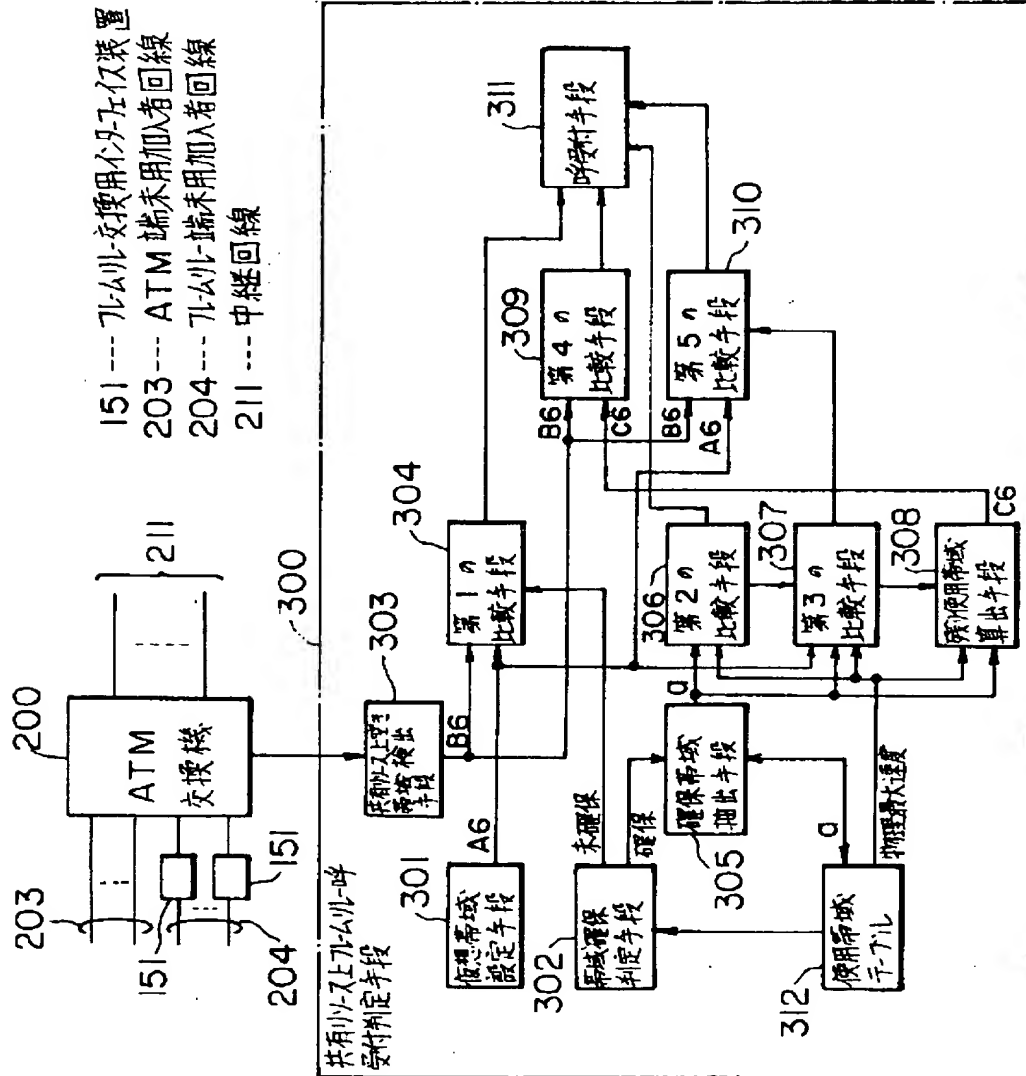 151 --- フレームリレー交換用インターフェイス装置
203 --- ATM 端末用加入者回線
204 --- フレームリレー端末用加入者回線
211 --- 中継回線
200
ATM
交換機
211
203
151
151
204
300
共有リソース上フレームリレー呼
受付判定手段
303
共有リソース上空き
帯域検出
手段
B6
301
仮想帯域
設定手段
A6
302
帯域確保
判定手段
未確保
確保
305
確保帯域
抽出手段
a
a
312
使用帯域
テーブル
物理最大速度
304
第1の
比較手段
306
第2の
比較手段
307
第3の
比較手段
308
残り使用帯域
算出手段
C6
309
第4の
比較手段
B6
C6
310
第5の
比較手段
B6
A6
311
呼受付手段